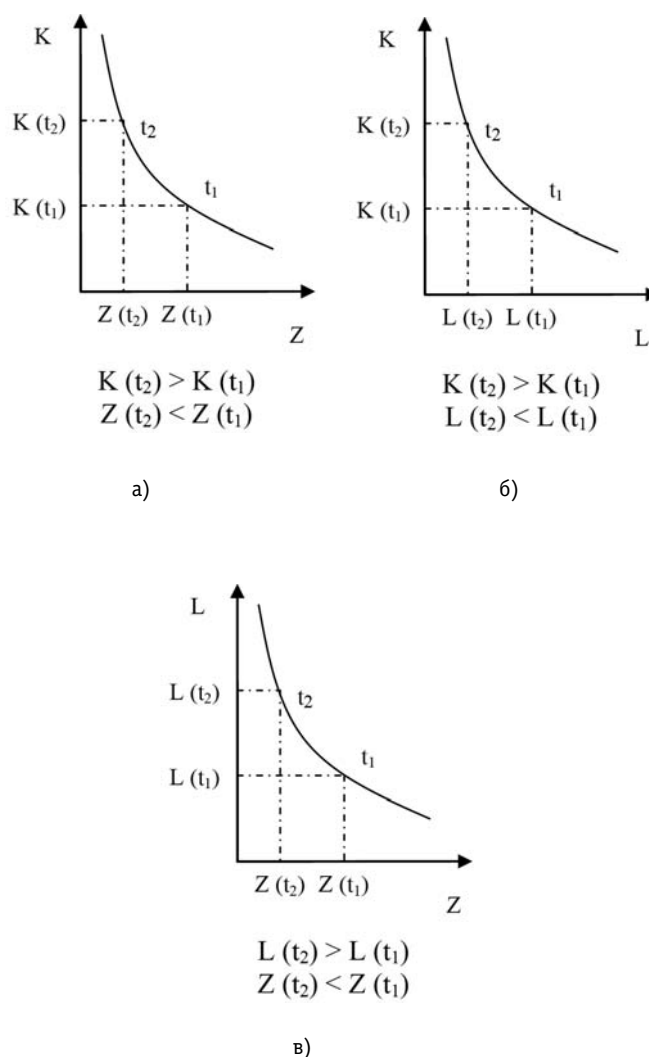 K
K (t₂)
t₂
t₁
K (t₁)
Z (t₂) Z (t₁)
Z
K (t₂) > K (t₁)
Z (t₂) < Z (t₁)
а)
K
K (t₂)
t₂
t₁
K (t₁)
L (t₂) L (t₁)
L
K (t₂) > K (t₁)
L (t₂) < L (t₁)
б)
L
L (t₂)
t₂
t₁
L (t₁)
Z (t₂) Z (t₁)
Z
L (t₂) > L (t₁)
Z (t₂) < Z (t₁)
в)